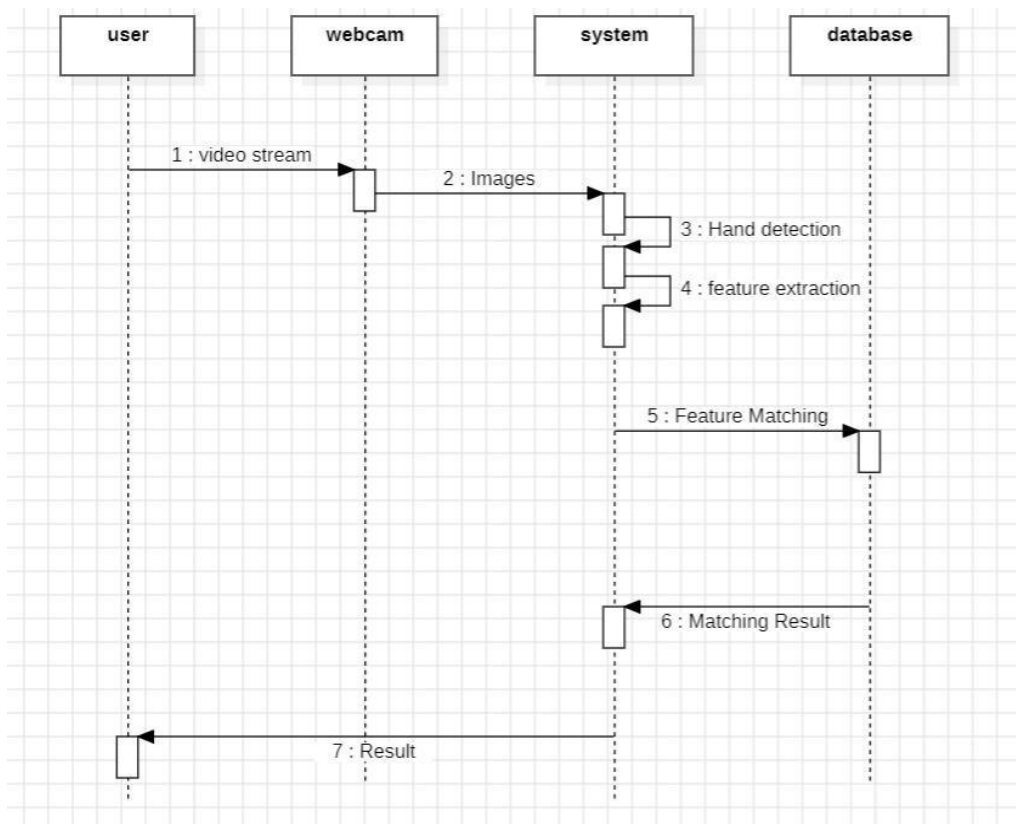 user
webcam
system
database
1 : video stream
2 : Images
3 : Hand detection
4 : feature extraction
5 : Feature Matching
6 : Matching Result
7 : Result